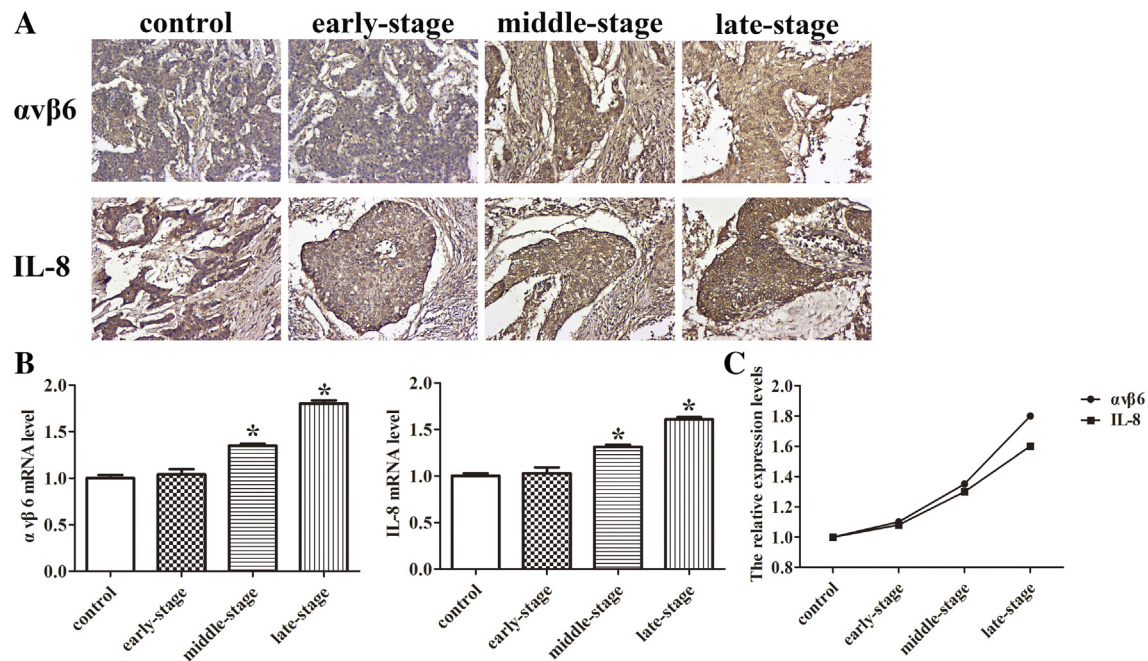 A
control early-stage middle-stage late-stage
αvβ6
IL-8
B
α vβ 6 mRNA level
2.0
1.5
1.0
0.5
0.0
*
*
control early-stage middle-stage late-stage
IL-8 mRNA level
2.0
1.5
1.0
0.5
0.0
*
*
control early-stage middle-stage late-stage
C
The relative expression levels
2.0
1.8
1.6
1.4
1.2
1.0
0.8
control early-stage middle-stage late-stage
αvβ6
IL-8